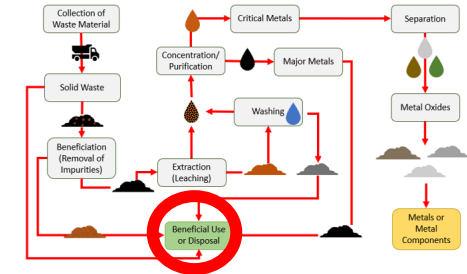 Collection of
Waste Material
Solid Waste
Beneficiation
(Removal of
Impurities)
Concentration/
Purification
Critical Metals
Major Metals
Washing
Extraction
(Leaching)
Beneficial Use
or Disposal
Separation
Metal Oxides
Metals or
Metal
Components